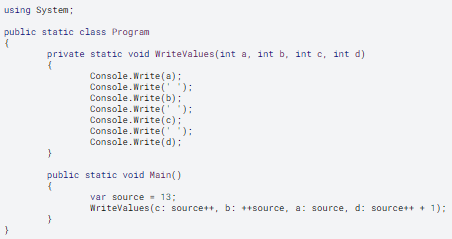 using System;

public static class Program
{
        private static void WriteValues(int a, int b, int c, int d)
        {
                Console.Write(a);
                Console.Write(' ');
                Console.Write(b);
                Console.Write(' ');
                Console.Write(c);
                Console.Write(' ');
                Console.Write(d);
        }

        public static void Main()
        {
                var source = 13;
                WriteValues(c: source++, b: ++source, a: source, d: source++ + 1);
        }
}